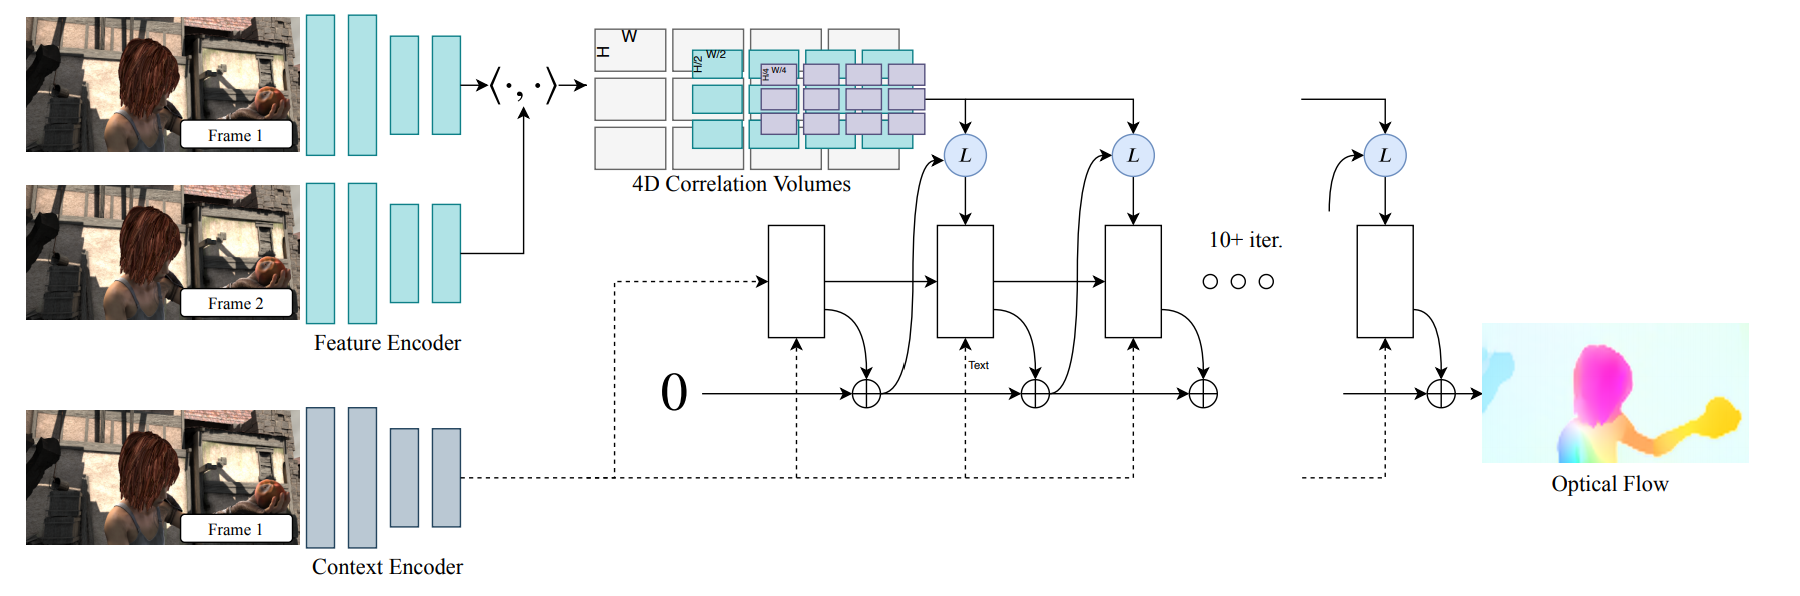 Frame 1
Frame 2
Feature Encoder
Frame 1
Context Encoder
⟨·, ·⟩
H
W
H/2
W/2
H/4
W/4
4D Correlation Volumes
L
L
L
10+ iter.
Text
0
Optical Flow